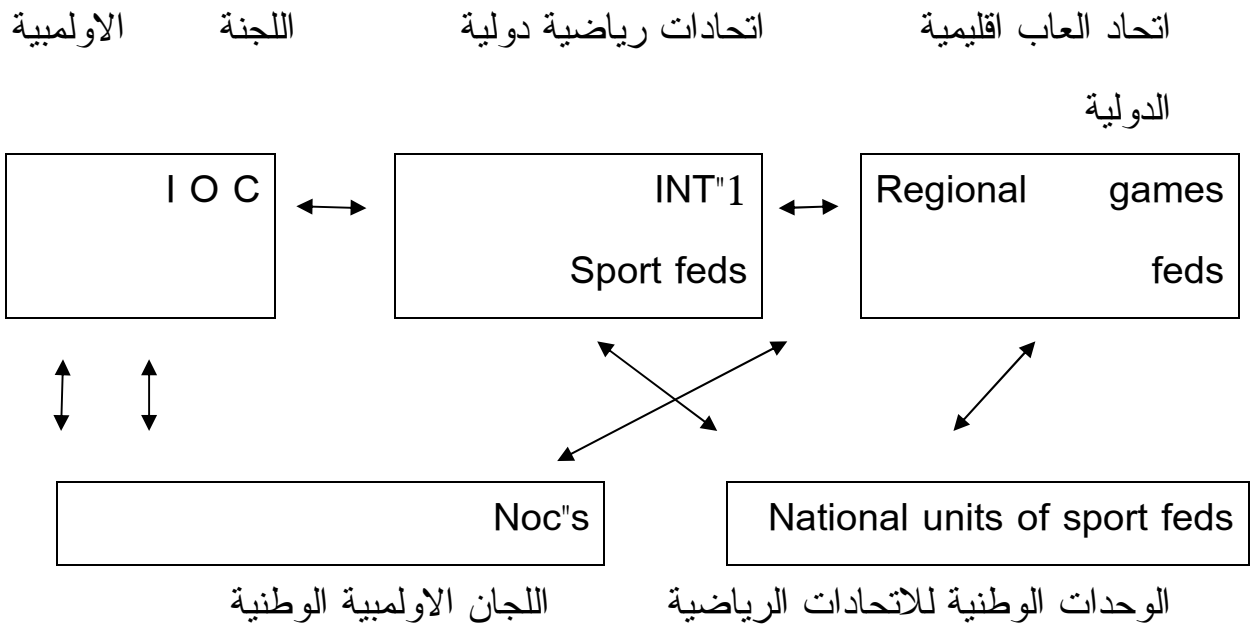 اتحاد العاب اقليمية اتحادات رياضية دولية اللجنة الاولمبية
الدولية
I O C
INT"1
Sport feds
Regional games
feds
Noc"s
National units of sport feds
الوحدات الوطنية للاتحادات الرياضية اللجان الاولمبية الوطنية